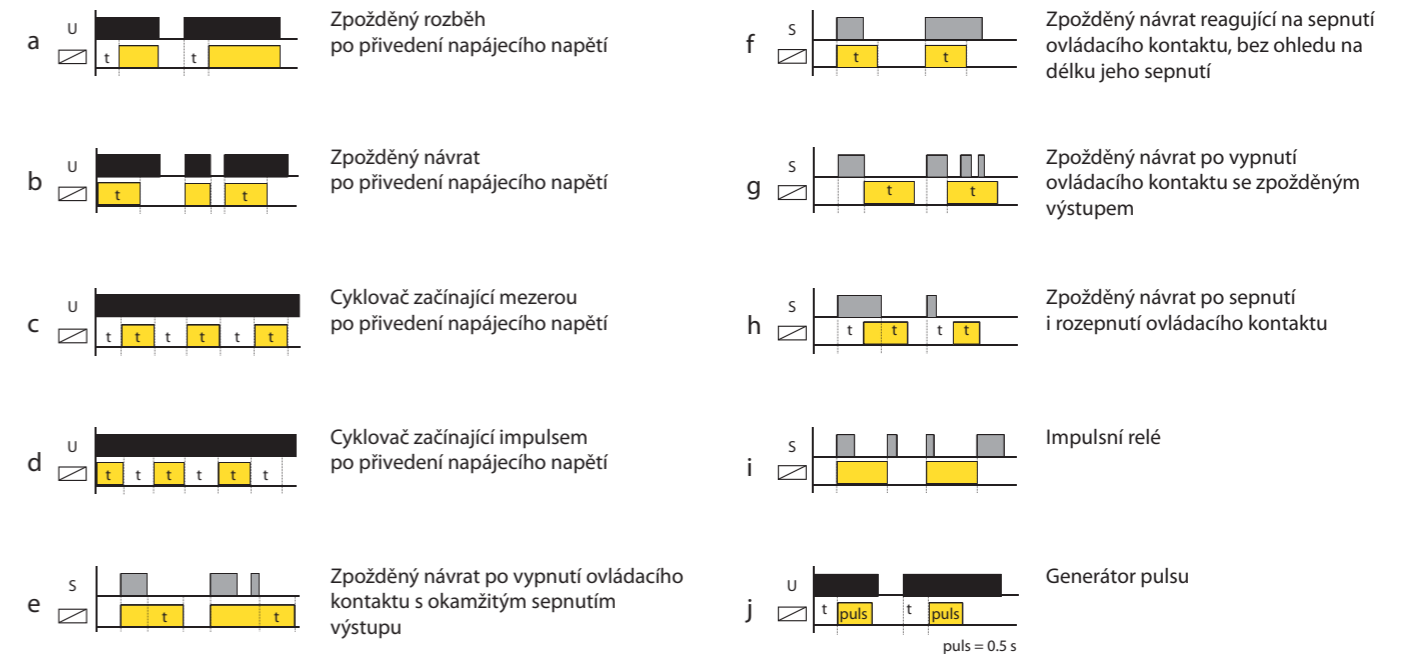 a
U
t
t
Zpožděný rozběh
po přivedení napájecího napětí
b
U
t
t
Zpožděný návrat
po přivedení napájecího napětí
c
U
t t t t t t
Cyklovač začínající mezerou
po přivedení napájecího napětí
d
U
t t t t t t
Cyklovač začínající impulsem
po přivedení napájecího napětí
e
S
t
t
Zpožděný návrat po vypnutí ovládacího
kontaktu s okamžitým sepnutím
výstupu
f
S
t
t
Zpožděný návrat reagující na sepnutí
ovládacího kontaktu, bez ohledu na
délku jeho sepnutí
g
S
t
t
Zpožděný návrat po vypnutí
ovládacího kontaktu se zpožděným
výstupem
h
S
t t t t
Zpožděný návrat po sepnutí
i rozepnutí ovládacího kontaktu
i
S
Impulsní relé
j
U
t puls t puls
puls = 0.5 s
Generátor pulsu